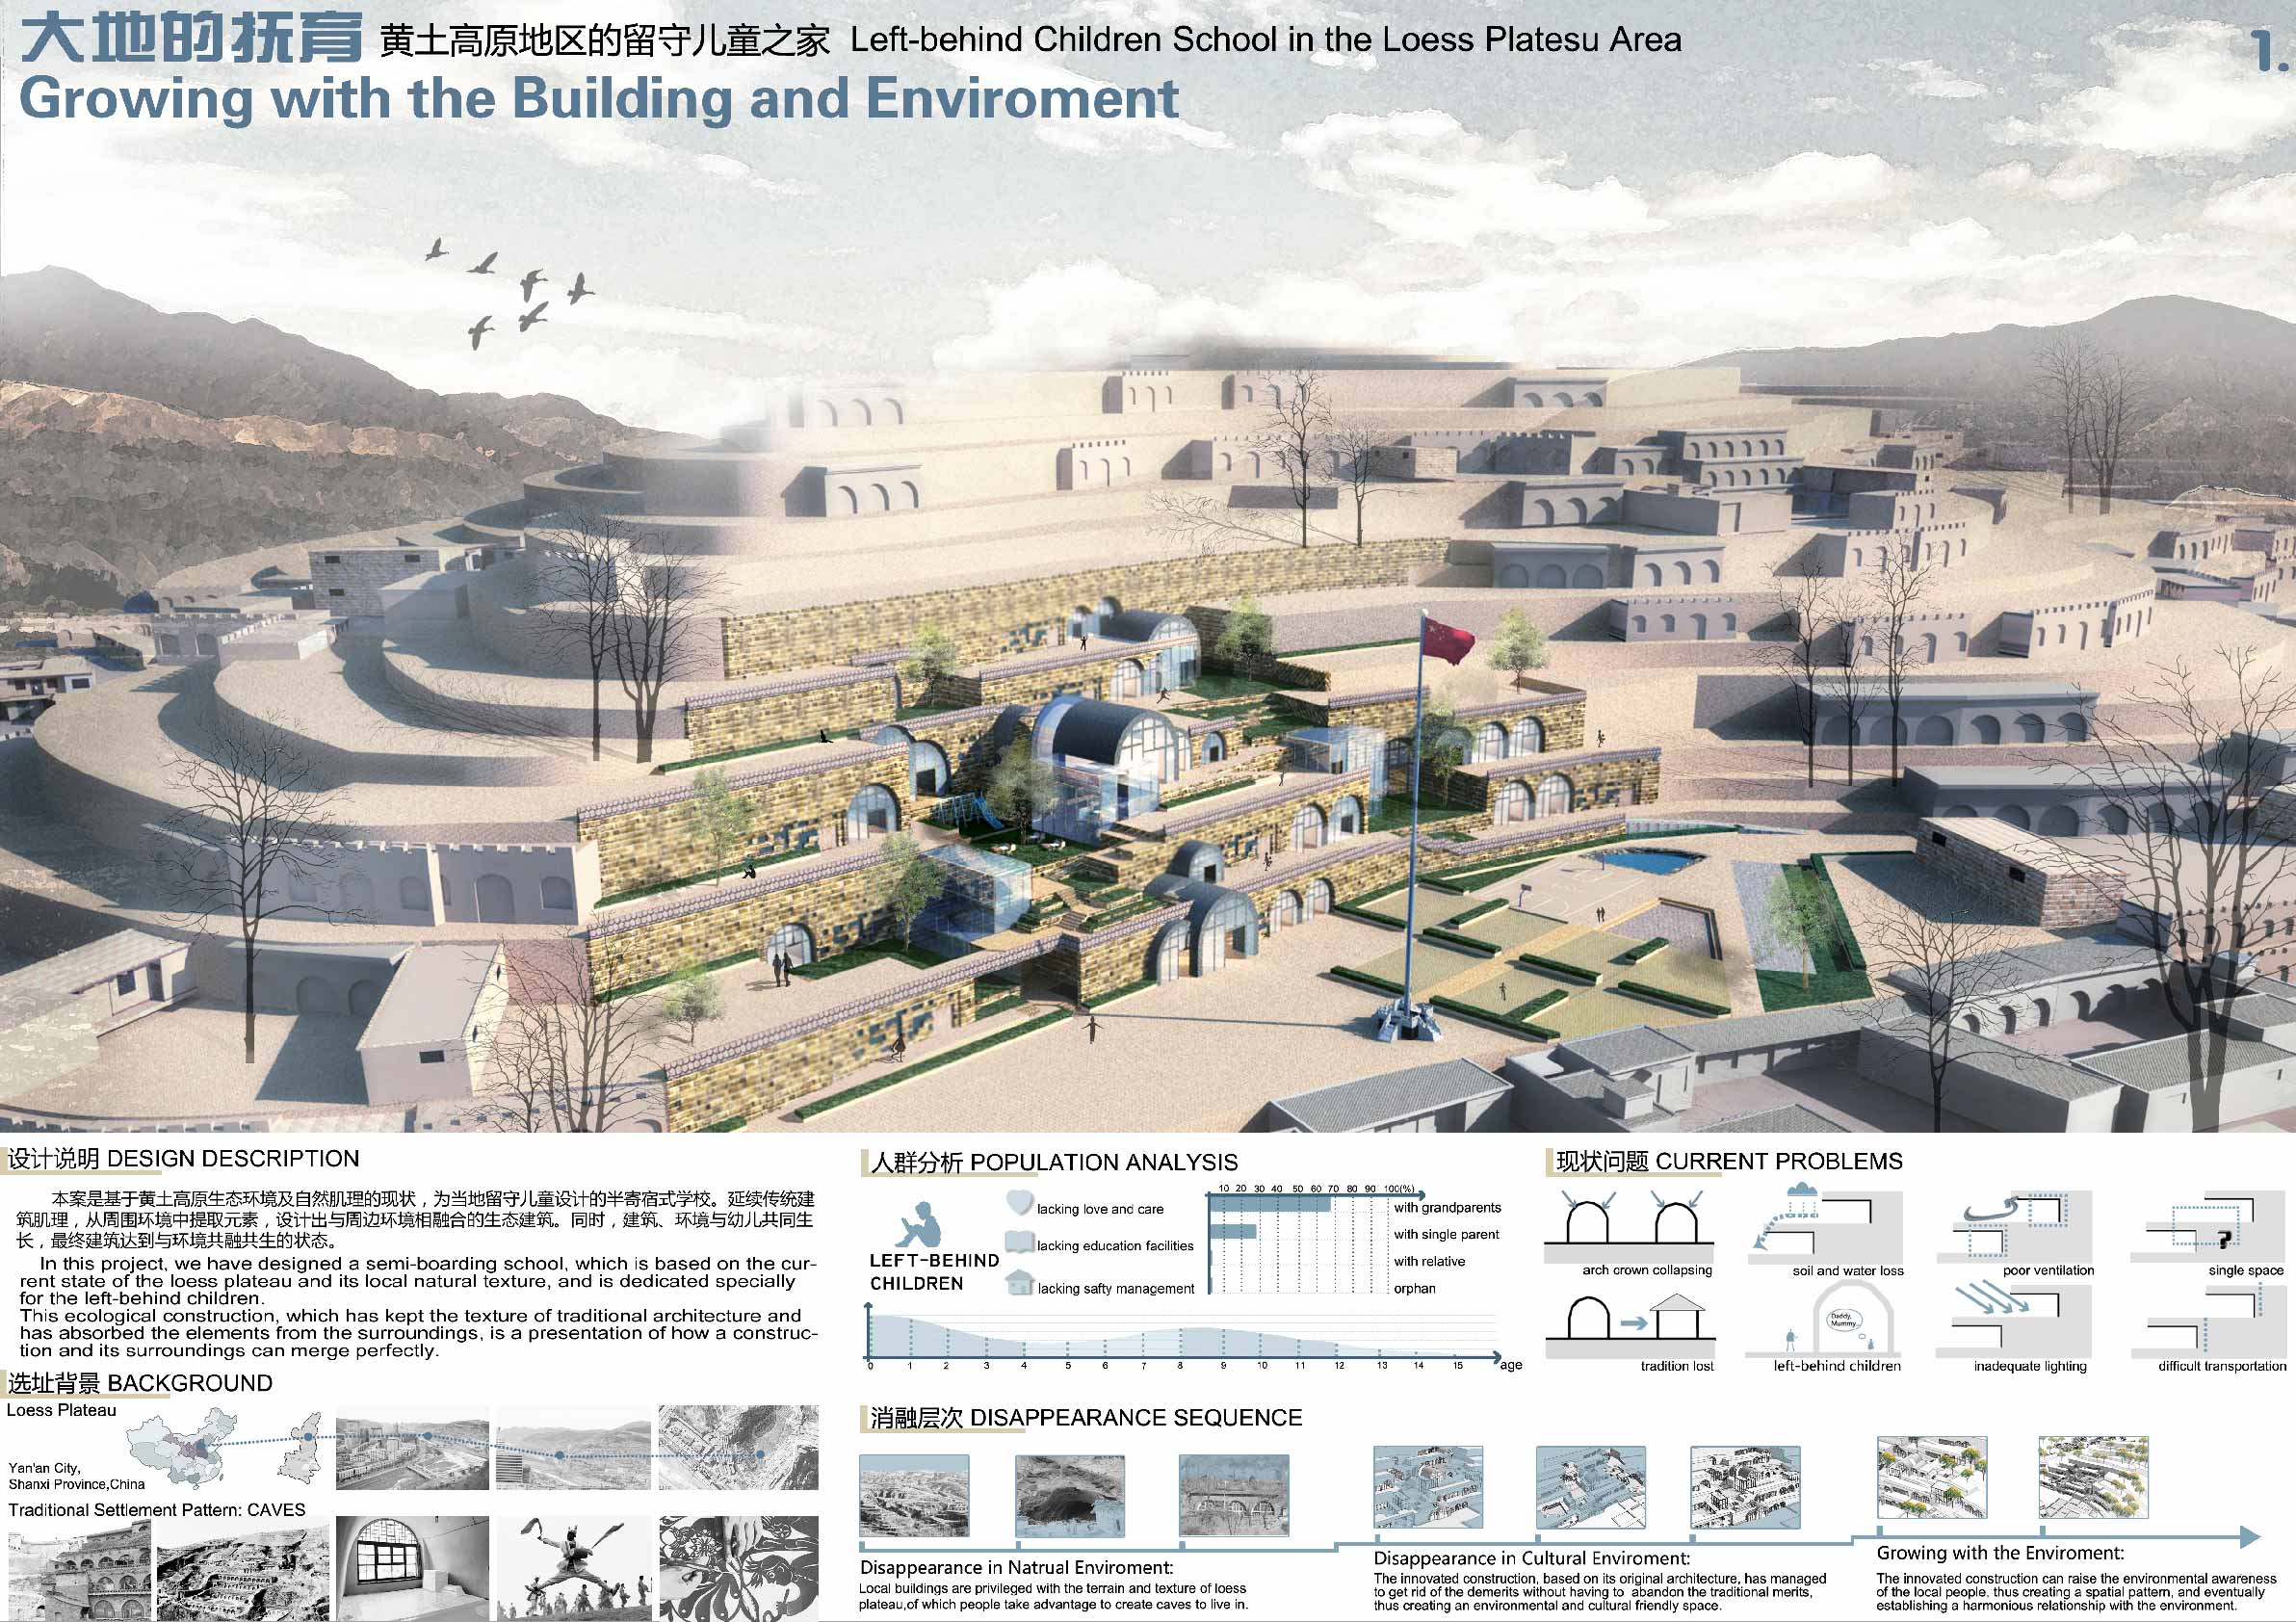 大地的抚育 黄土高原地区的留守儿童之家 Left-behind Children School in the Loess Platesu Area
1.
Growing with the Building and Enviroment
设计说明 DESIGN DESCRIPTION
本案是基于黄土高原生态环境及自然肌理的现状，为当地留守儿童设计的半寄宿式学校。延续传统建
筑肌理，从周围环境中提取元素，设计出与周边环境相融合的生态建筑。同时，建筑、环境与幼儿共同生
长，最终建筑达到与环境共融共生的状态。
In this project, we have designed a semi-boarding school, which is based on the cur-
rent state of the loess plateau and its local natural texture, and is dedicated specially
for the left-behind children.
This ecological construction, which has kept the texture of traditional architecture and
has absorbed the elements from the surroundings, is a presentation of how a construc-
tion and its surroundings can merge perfectly.
选址背景 BACKGROUND
Loess Plateau
Yan'an City,
Shanxi Province,China
Traditional Settlement Pattern: CAVES
人群分析 POPULATION ANALYSIS
LEFT-BEHIND
CHILDREN
lacking love and care
lacking education facilities
lacking safty management
10 20 30 40 50 60 70 80 90 100(%)
with grandparents
with single parent
with relative
orphan
0 1 2 3 4 5 6 7 8 9 10 11 12 13 14 15 age
现状问题 CURRENT PROBLEMS
arch crown collapsing
soil and water loss
poor ventilation
?
single space
tradition lost
Daddy,
Mummy...
left-behind children
inadequate lighting
difficult transportation
消融层次 DISAPPEARANCE SEQUENCE
Disappearance in Natrual Enviroment:
Local buildings are privileged with the terrain and texture of loess
plateau,of which people take advantage to create caves to live in.
Disappearance in Cultural Enviroment:
The innovated construction, based on its original architecture, has managed
to get rid of the demerits without having to abandon the traditional merits,
thus creating an environmental and cultural friendly space.
Growing with the Enviroment:
The innovated construction can raise the environmental awareness
of the local people, thus creating a spatial pattern, and eventually
establishing a harmonious relationship with the environment.